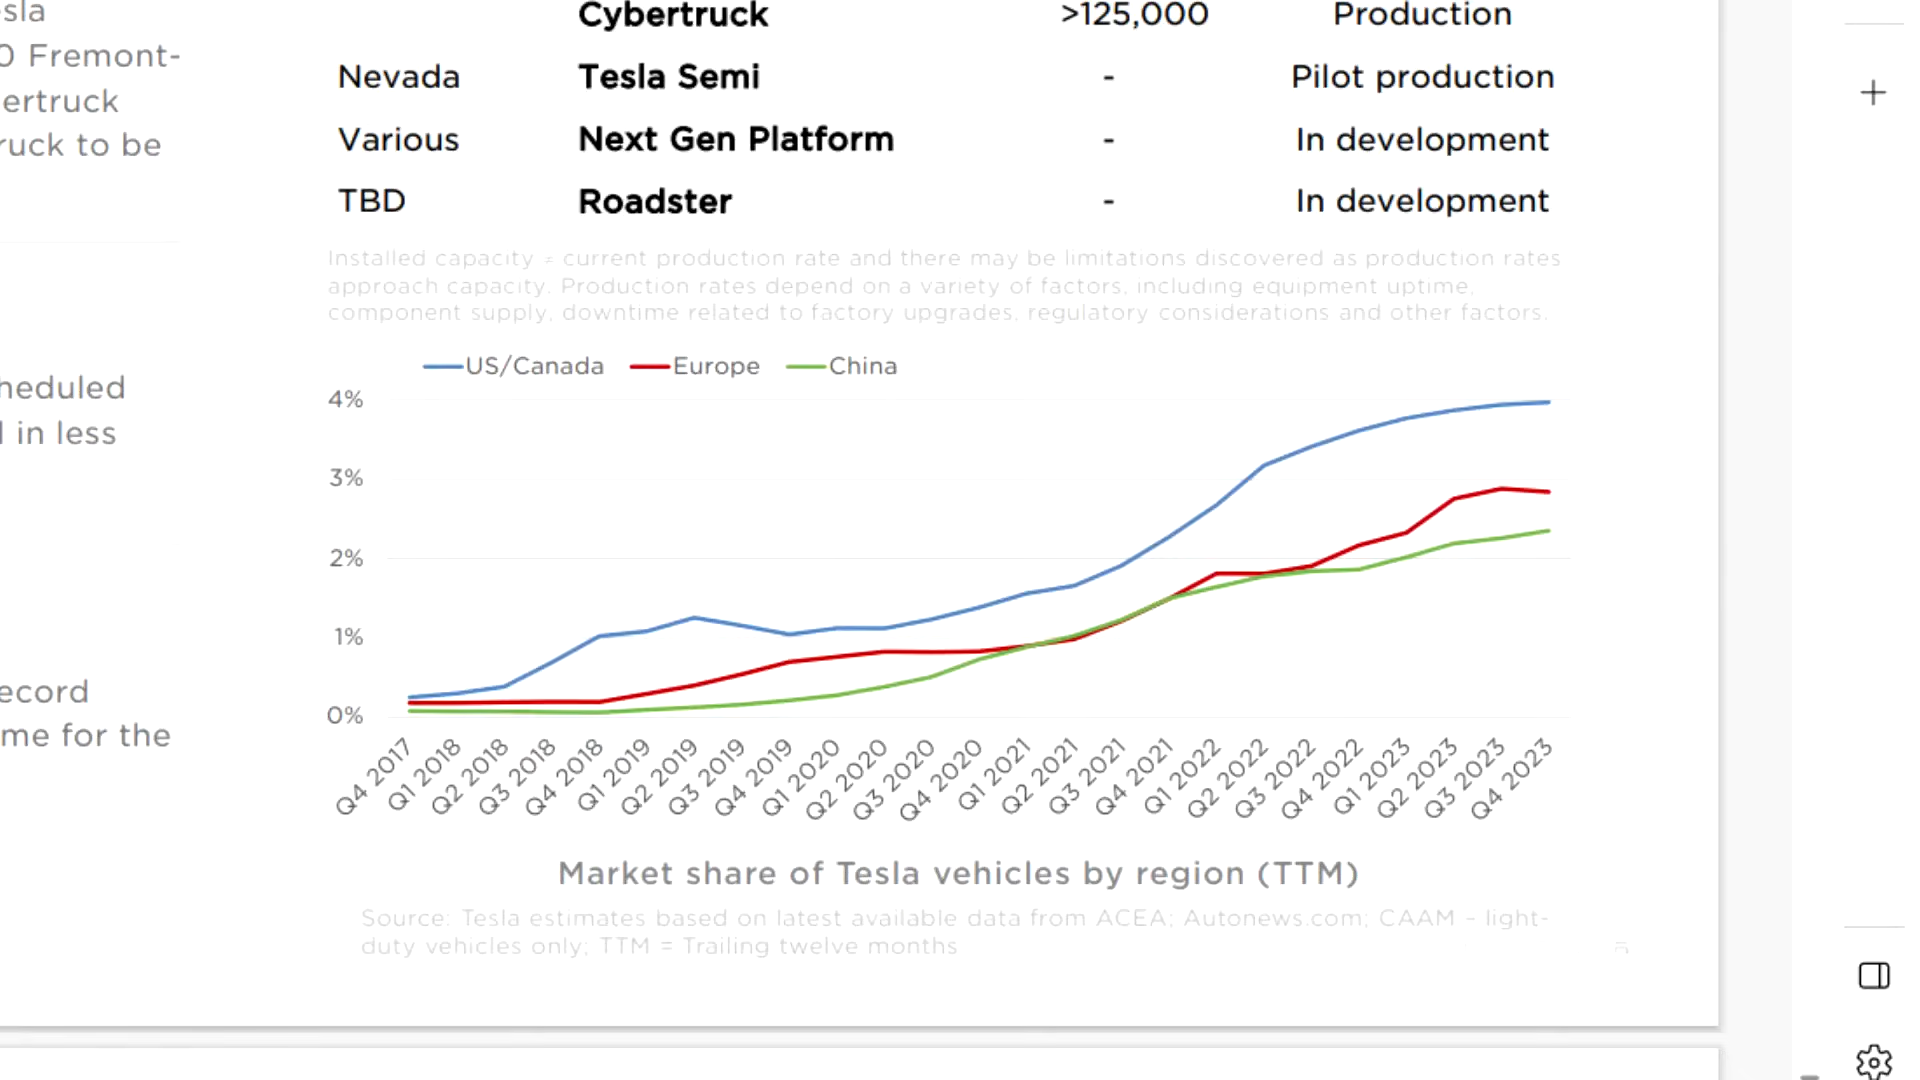 sla
0 Fremont-
ertruck
ruck to be
heduled
in less
ecord
me for the
Cybertruck >125,000 Production
Nevada Tesla Semi - Pilot production
Various Next Gen Platform - In development
TBD Roadster - In development
Installed capacity ≠ current production rate and there may be limitations discovered as production rates
approach capacity. Production rates depend on a variety of factors, including equipment uptime,
component supply, downtime related to factory upgrades, regulatory considerations and other factors.
US/Canada Europe China
4%
3%
2%
1%
0%
Q4 2017 Q1 2018 Q2 2018 Q3 2018 Q4 2018 Q1 2019 Q2 2019 Q3 2019 Q4 2019 Q1 2020 Q2 2020 Q3 2020 Q4 2020 Q1 2021 Q2 2021 Q3 2021 Q4 2021 Q1 2022 Q2 2022 Q3 2022 Q4 2022 Q1 2023 Q2 2023 Q3 2023 Q4 2023
Market share of Tesla vehicles by region (TTM)
Source: Tesla estimates based on latest available data from ACEA; Autonews.com; CAAM – light-
duty vehicles only; TTM = Trailing twelve months